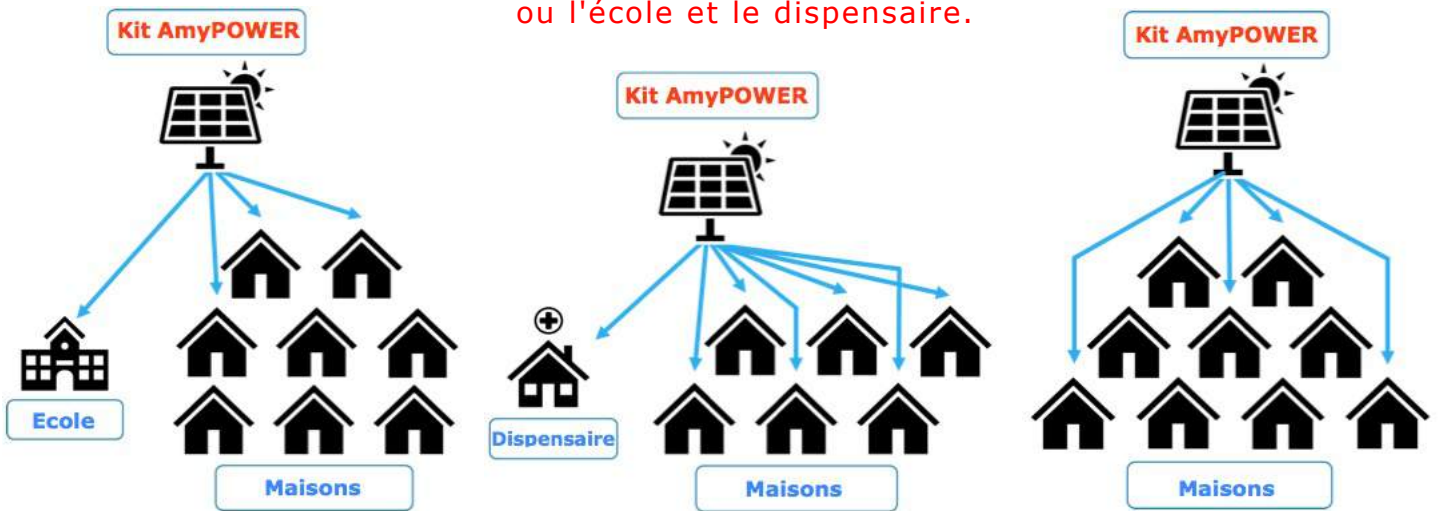 ou l'école et le dispensaire.
Kit AmyPOWER
Ecole
Maisons
Kit AmyPOWER
Dispensaire
Maisons
Kit AmyPOWER
Maisons